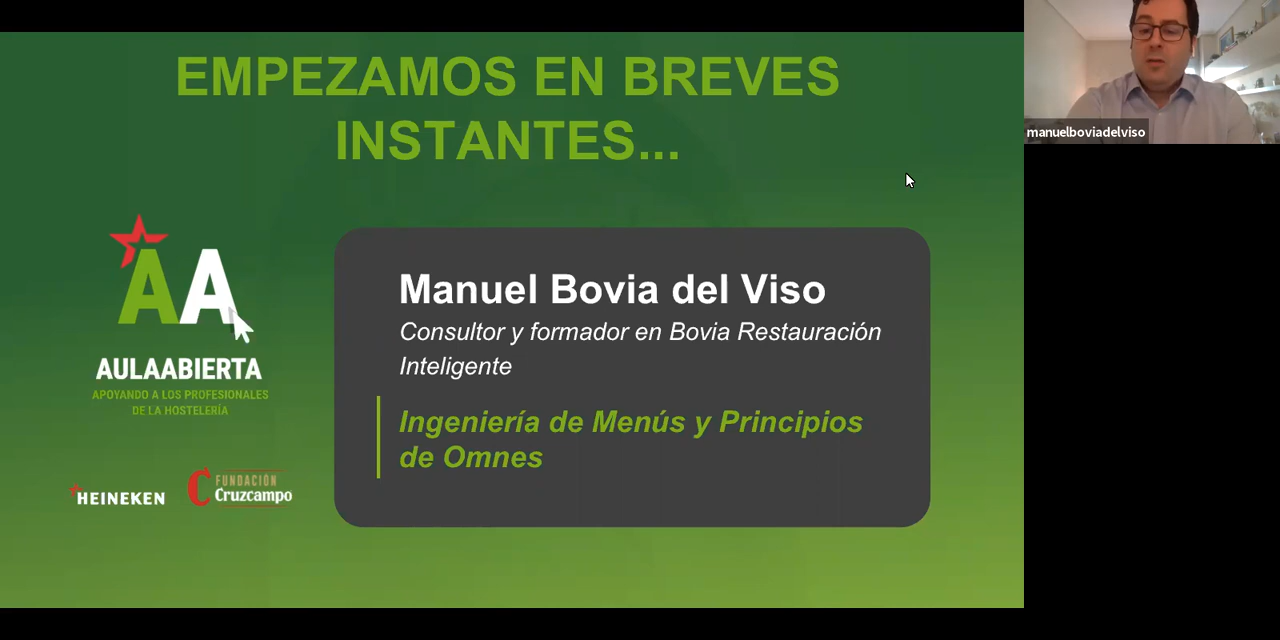 EMPEZAMOS EN BREVES
INSTANTES...
manuelboviadelviso
AA
AULAABIERTA
APOYANDO A LOS PROFESIONALES
DE LA HOSTELERÍA
HEINEKEN
FUNDACIÓN
Cruzcampo
Manuel Bovia del Viso
Consultor y formador en Bovia Restauración
Inteligente
Ingeniería de Menús y Principios
de Omnes